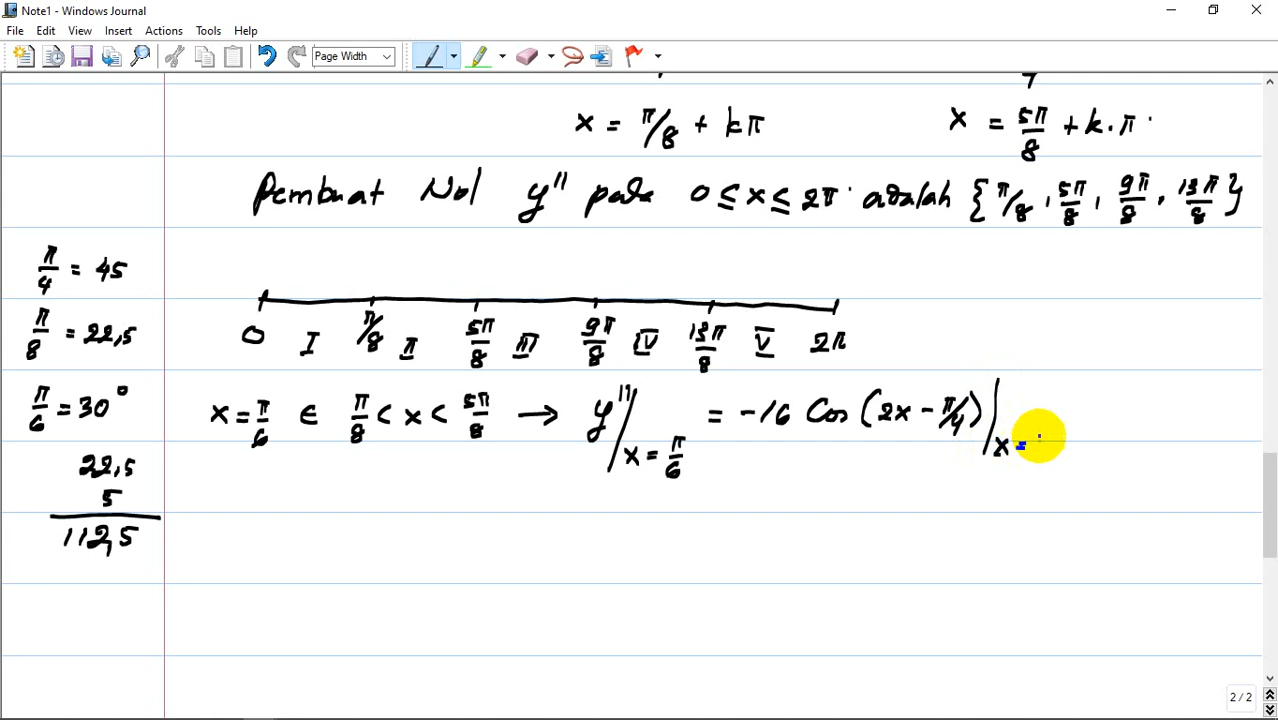 Note1 - Windows Journal
File Edit View Insert Actions Tools Help
Page Width
x = π/8 + kπ
x = 5π/8 + k.π.
Pembuat Nol y" pada 0 ≤ x ≤ 2π adalah {π/8, 5π/8, 9π/8, 13π/8}
π/4 = 45
π/8 = 22,5
0 I π/8 II 5π/8 III 9π/8 IV 13π/8 V 2π
π/6 = 30°
x = π/6 ∈ π/8 < x < 5π/8 → y"/x = π/6 = -16 Cos (2x - π/4)/x =
22,5
5
112,5
2 / 2